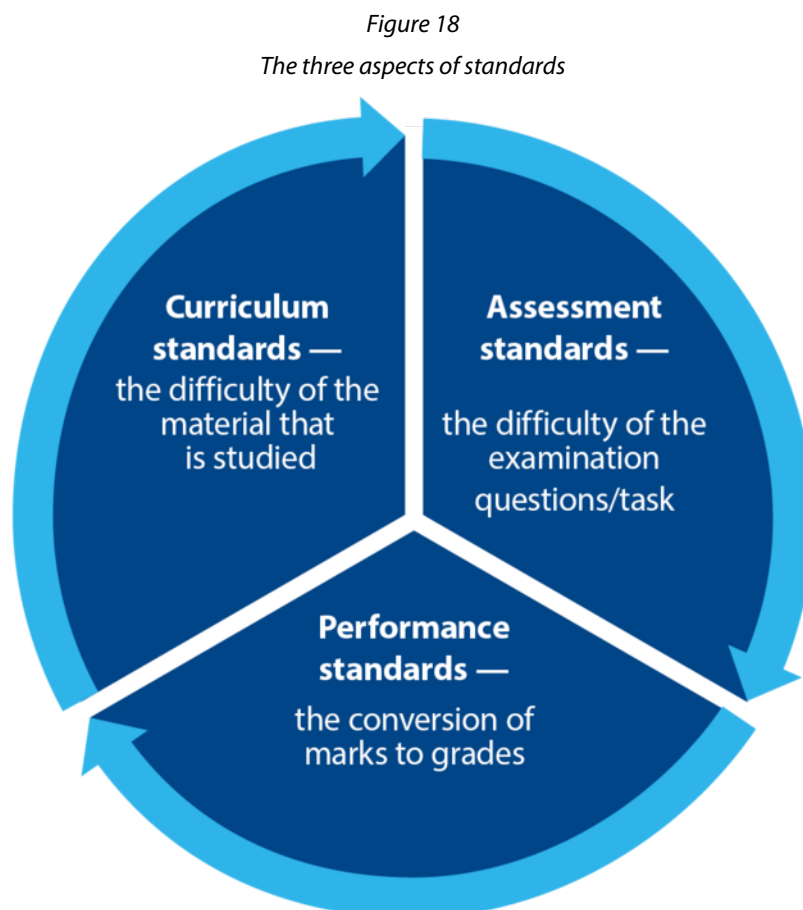 Figure 18
The three aspects of standards
Curriculum
standards —
the difficulty of the
material that
is studied
Assessment
standards —
the difficulty of the
examination
questions/task
Performance
standards —
the conversion of
marks to grades